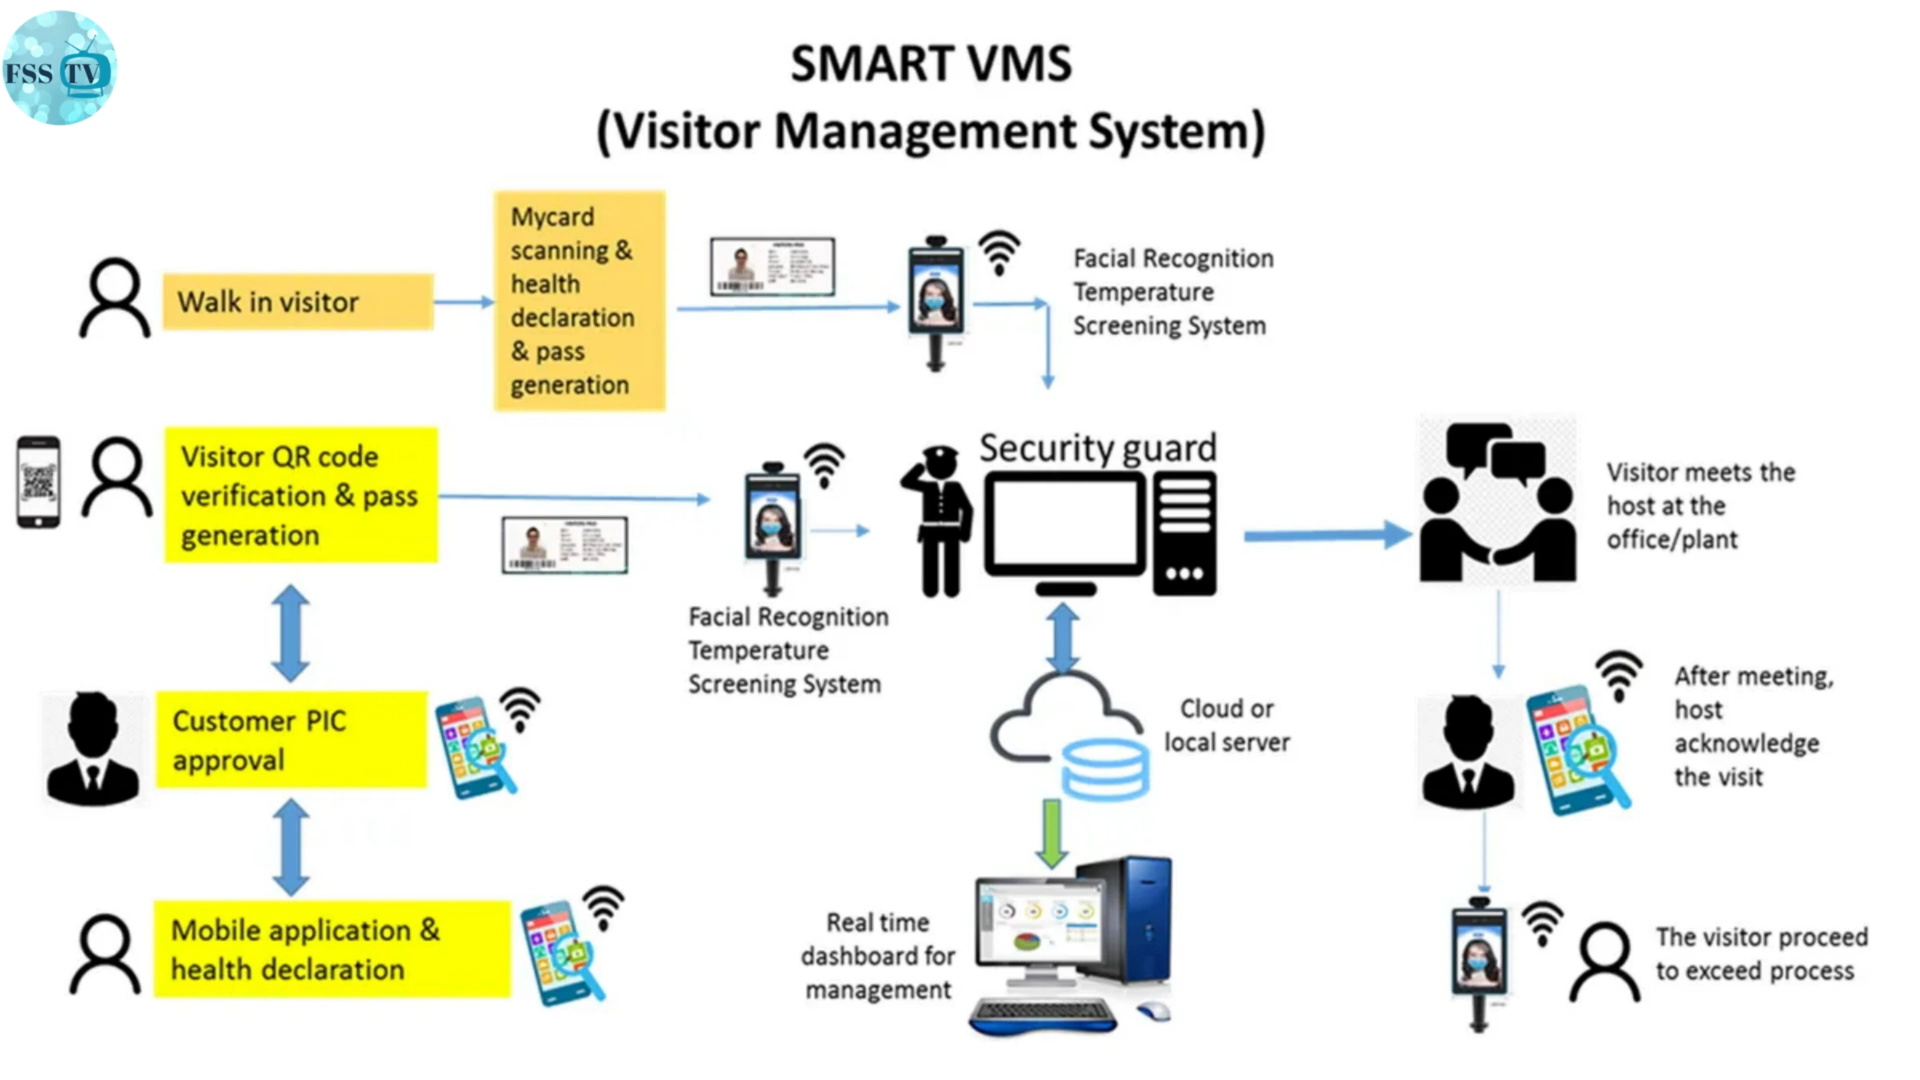 FSS TV
SMART VMS
(Visitor Management System)
Walk in visitor
Mycard
scanning &
health
declaration
& pass
generation
Facial Recognition
Temperature
Screening System
Visitor QR code
verification & pass
generation
Facial Recognition
Temperature
Screening System
Security guard
Visitor meets the
host at the
office/plant
Customer PIC
approval
Cloud or
local server
After meeting,
host
acknowledge
the visit
Mobile application &
health declaration
Real time
dashboard for
management
The visitor proceed
to exceed process